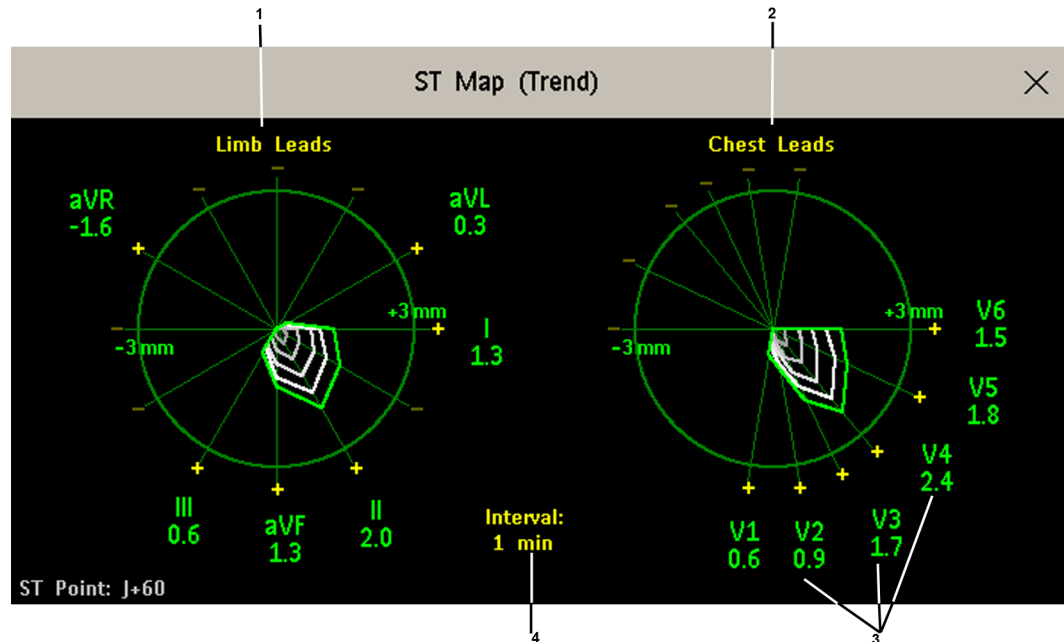 1
2
ST Map (Trend)
Limb Leads
Chest Leads
aVR
-1.6
aVL
0.3
+3 mm
-3 mm
I
1.3
III
0.6
aVF
1.3
II
2.0
+3 mm
-3 mm
V6
1.5
V5
1.8
V4
2.4
V3
1.7
V2
0.9
V1
0.6
Interval:
1 min
ST Point: J+60
4
3